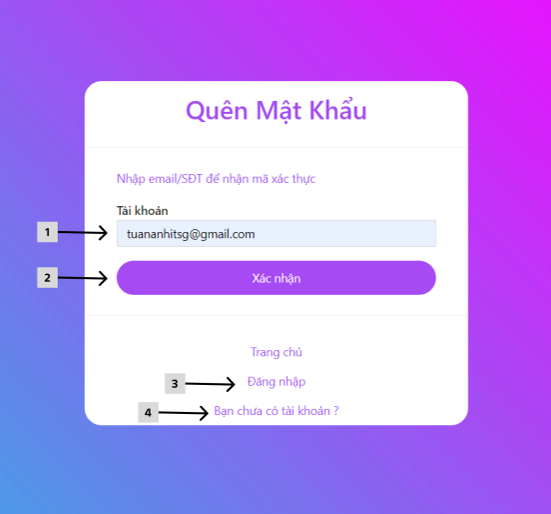 Quên Mật Khẩu
Nhập email/SĐT để nhận mã xác thực
Tài khoản
1
tuananhitsg@gmail.com
2
Xác nhận
Trang chủ
3
Đăng nhập
4
Bạn chưa có tài khoản ?